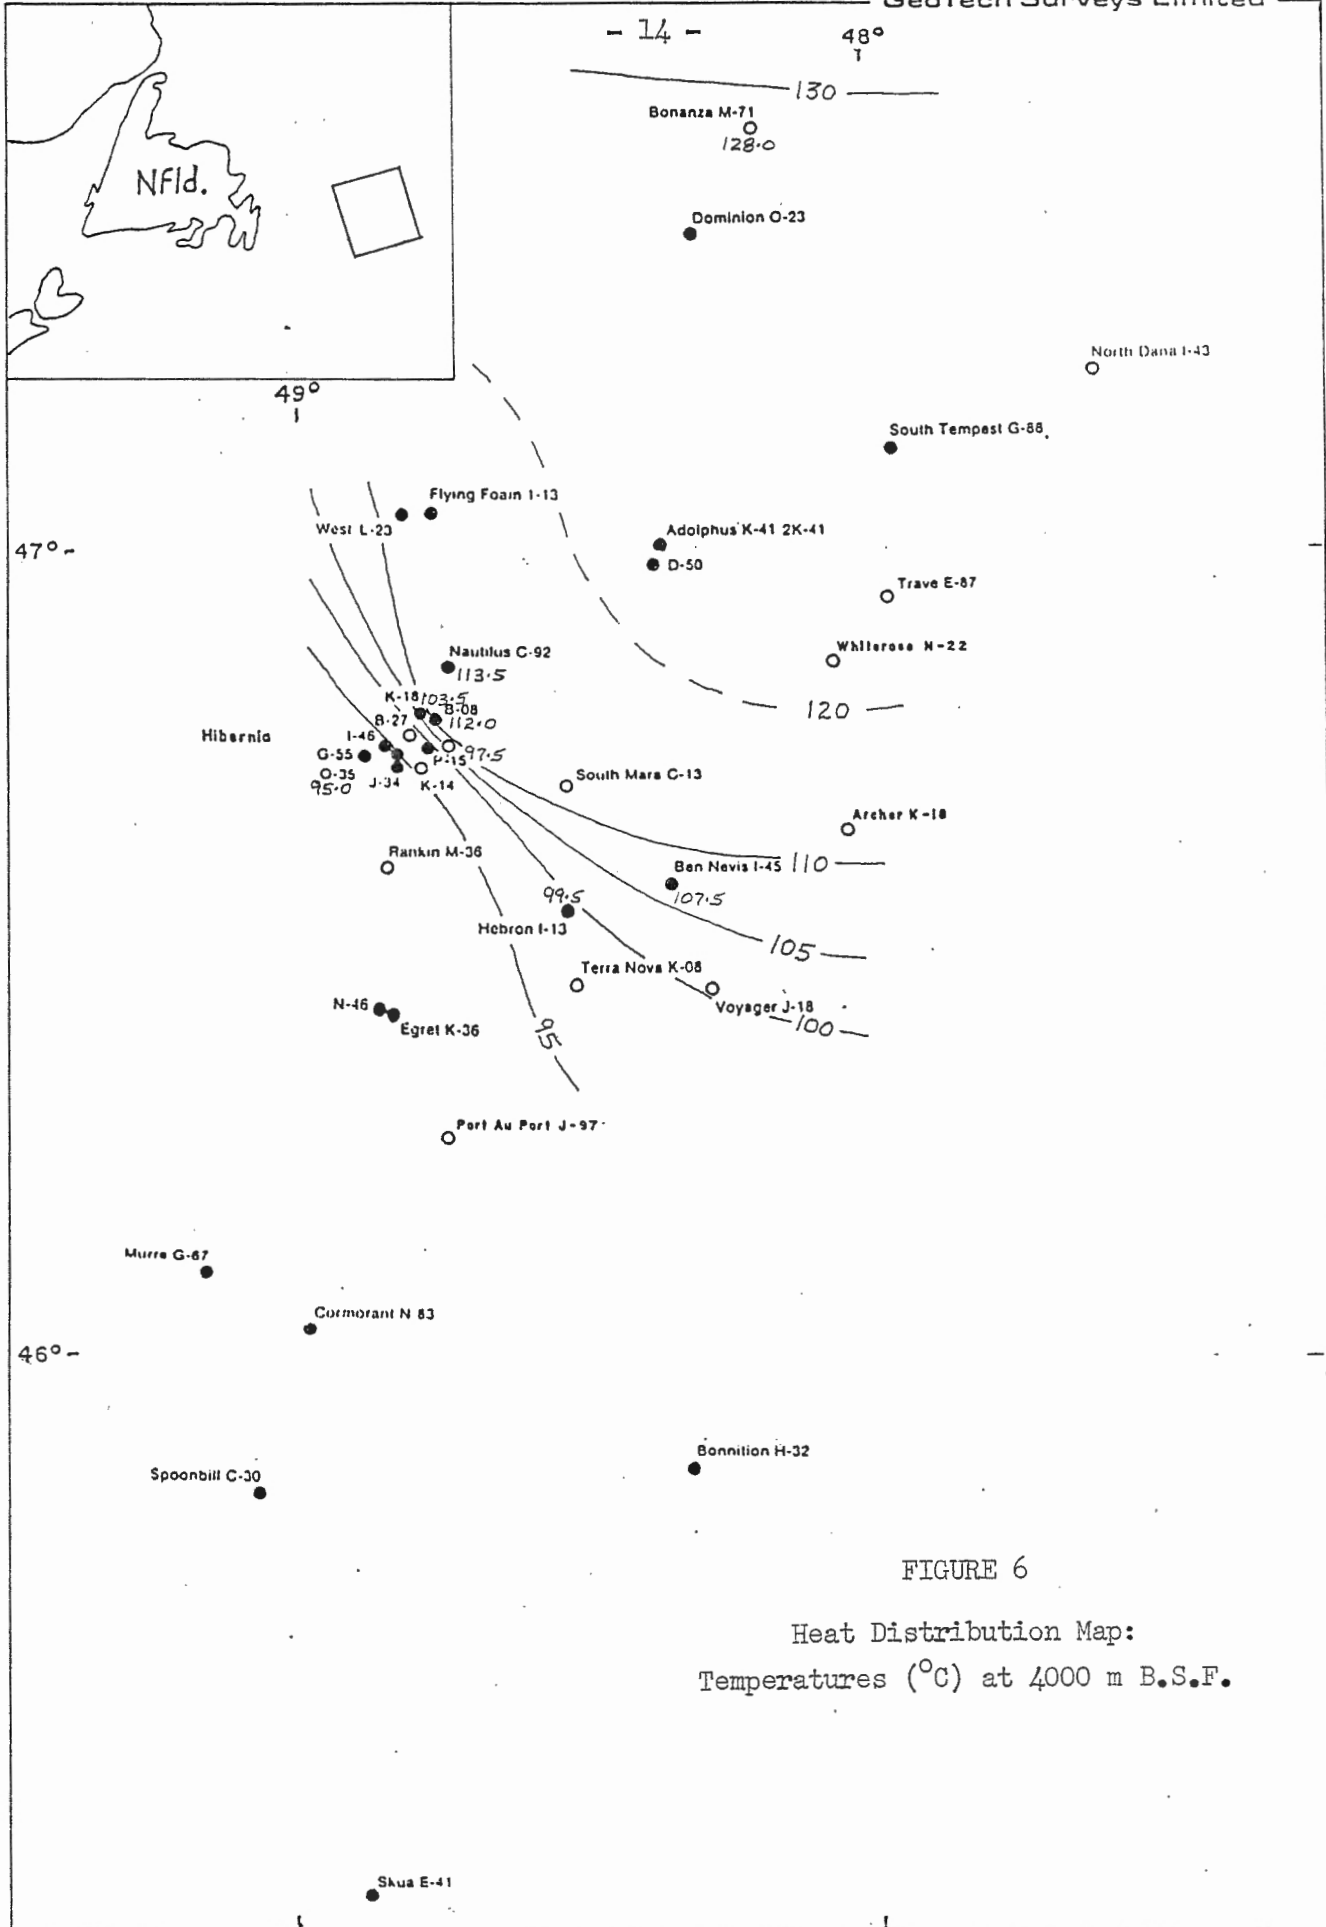 GeoTech Surveys Limited
- 14 -
48°
130
Bonanza M-71
128.0
Nfld.
Dominion O-23
North Dana I-43
49°
South Tempest G-88
Flying Foam I-13
West L-23
Adolphus K-41 2K-41
47°-
D-50
Trave E-87
Whiterose N-22
Nautilus C-92
113.5
K-18 103.5
B-08
120
B-27
112.0
Hibernia
I-46
G-55
P-15
97.5
O-35
J-34
K-14
95.0
South Mara C-13
Archer K-18
Rankin M-36
Ben Nevis I-45
110
99.5
107.5
Hebron I-13
105
Terra Nova K-08
N-46
Voyager J-18
Egret K-36
100
95
Port Au Port J-97
Murre G-67
Cormorant N 83
46°-
Bonnition H-32
Spoonbill C-30
FIGURE 6
Heat Distribution Map:
Temperatures (°C) at 4000 m B.S.F.
Skua E-41